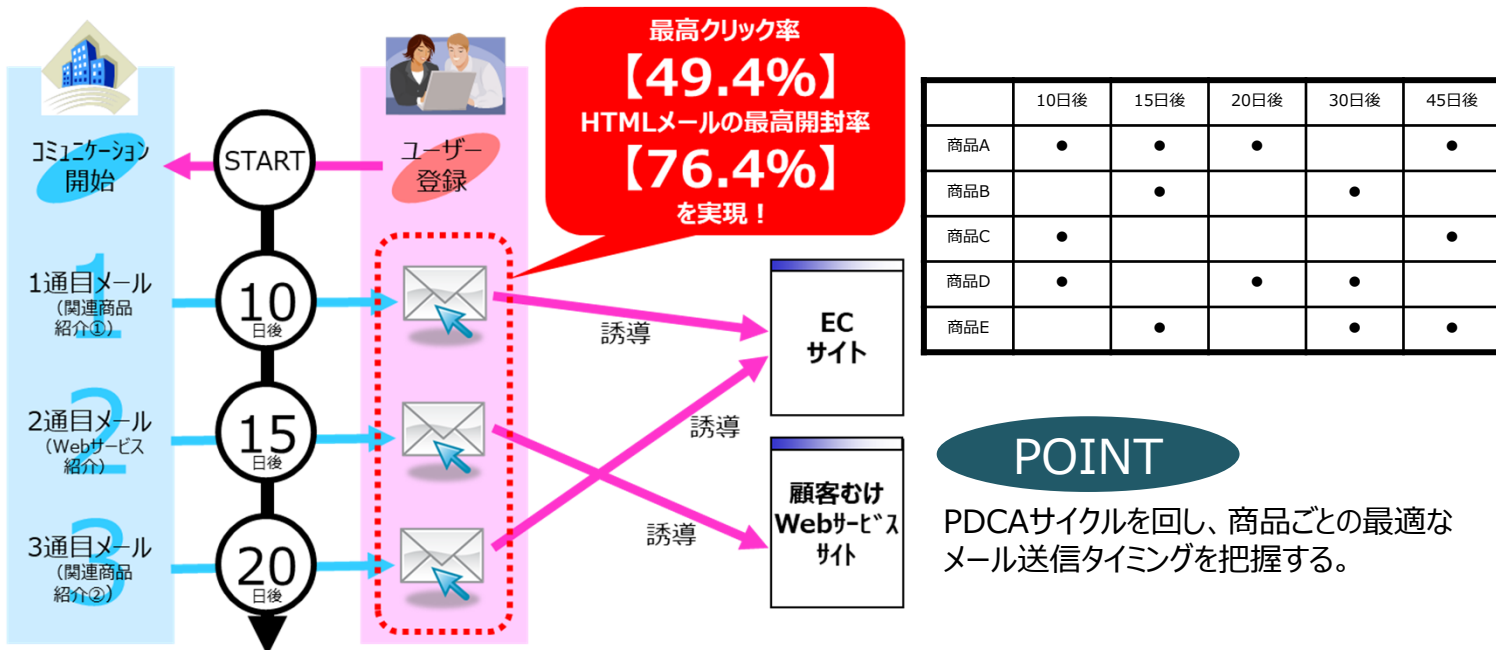 コミュニケーション
開始
START
ユーザー
登録
最高クリック率
【49.4%】
HTMLメールの最高開封率
【76.4%】
を実現！
1
1通目メール
（関連商品
紹介①）
10
日後
誘導
2
2通目メール
（Webサービス
紹介）
15
日後
誘導
3
3通目メール
（関連商品
紹介②）
20
日後
誘導
EC
サイト
顧客むけ
Webサービス
サイト
10日後 15日後 20日後 30日後 45日後
商品A ● ● ● ●
商品B ● ●
商品C ● ●
商品D ● ● ●
商品E ● ● ●
POINT
PDCAサイクルを回し、商品ごとの最適な
メール送信タイミングを把握する。